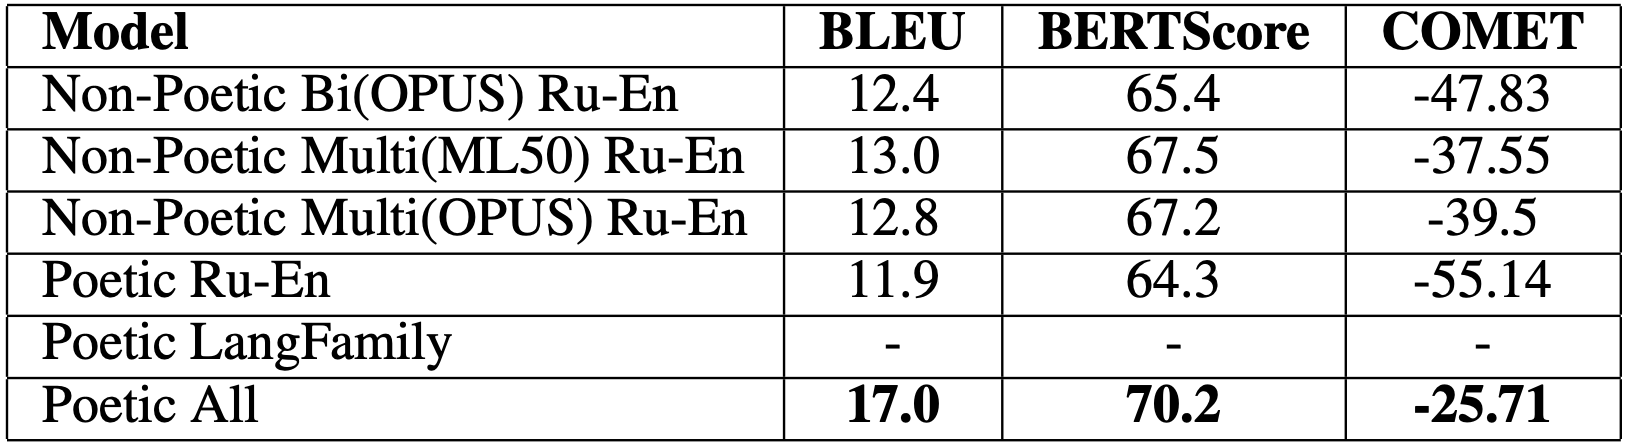 Model BLEU BERTScore COMET
Non-Poetic Bi(OPUS) Ru-En 12.4 65.4 -47.83
Non-Poetic Multi(ML50) Ru-En 13.0 67.5 -37.55
Non-Poetic Multi(OPUS) Ru-En 12.8 67.2 -39.5
Poetic Ru-En 11.9 64.3 -55.14
Poetic LangFamily - - -
Poetic All 17.0 70.2 -25.71